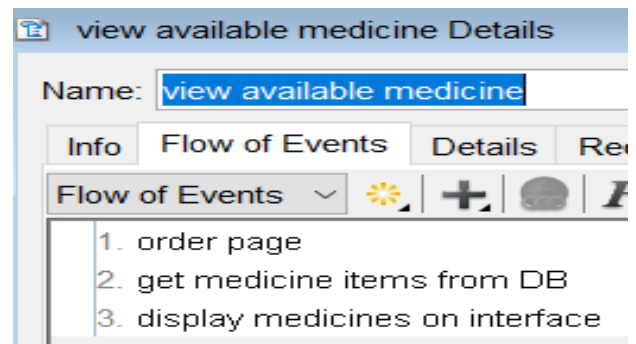 view available medicine Details
Name: view available medicine
Info Flow of Events Details
Flow of Events
1. order page
2. get medicine items from DB
3. display medicines on interface